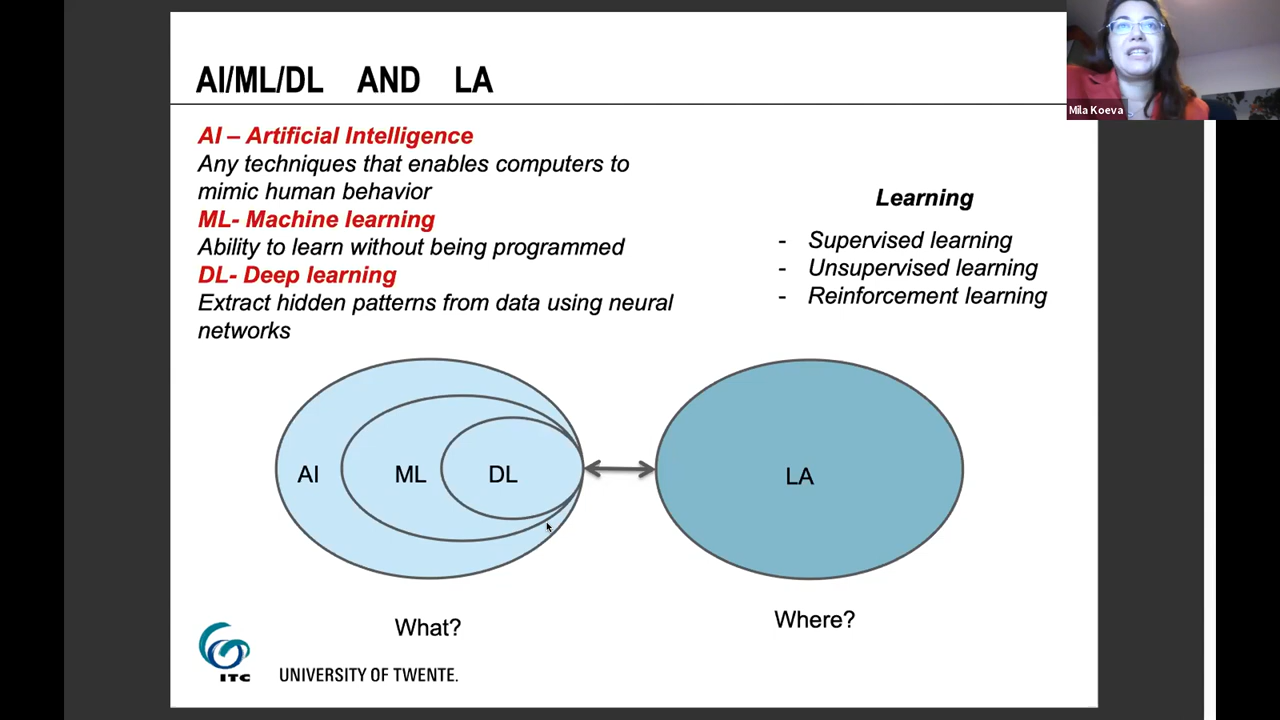 AI/ML/DL AND LA
Mila Koeva
AI – Artificial Intelligence
Any techniques that enables computers to
mimic human behavior
ML- Machine learning
Ability to learn without being programmed
DL- Deep learning
Extract hidden patterns from data using neural
networks
Learning
- Supervised learning
- Unsupervised learning
- Reinforcement learning
AI
ML
DL
LA
What?
Where?
ITC
UNIVERSITY OF TWENTE.